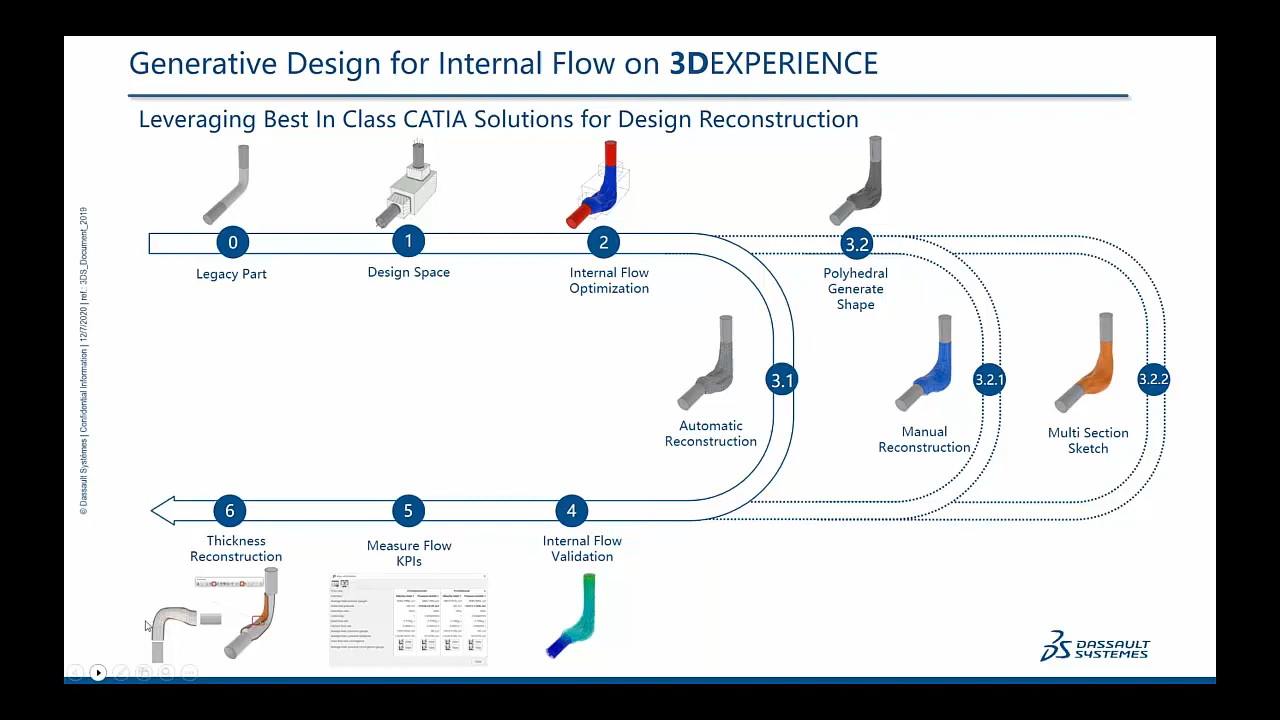 Generative Design for Internal Flow on 3DEXPERIENCE
Leveraging Best In Class CATIA Solutions for Design Reconstruction
© Dassault Systèmes | Confidential Information | 12/7/2020 | ref.: 3DS_Document_2019
0
Legacy Part
1
Design Space
2
Internal Flow
Optimization
3.2
Polyhedral
Generate
Shape
3.1
Automatic
Reconstruction
3.2.1
Manual
Reconstruction
3.2.2
Multi Section
Sketch
6
Thickness
Reconstruction
5
Measure Flow
KPIs
4
Internal Flow
Validation
DASSAULT
SYSTEMES